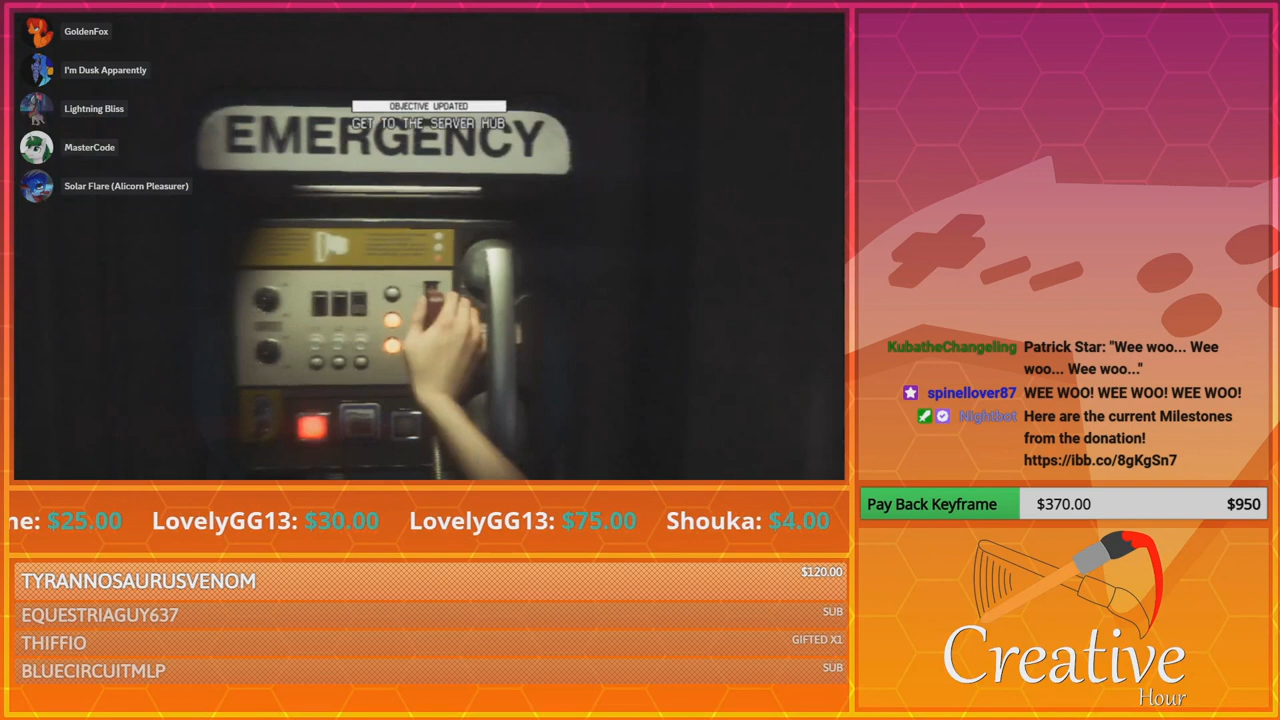 GoldenFox
I'm Dusk Apparently
Lightning Bliss
MasterCode
Solar Flare (Alicorn Pleasurer)
OBJECTIVE UPDATED
GET TO THE SERVER HUB
EMERGENCY
KubatheChangeling Patrick Star: "Wee woo... Wee
woo... Wee woo..."
spinellover87 WEE WOO! WEE WOO! WEE WOO!
Nightbot Here are the current Milestones
from the donation!
https://ibb.co/8gKgSn7
Pay Back Keyframe $370.00 $950
ne: $25.00 LovelyGG13: $30.00 LovelyGG13: $75.00 Shouka: $4.00
TYRANNOSAURUSVENOM $120.00
EQUESTRIAGUY637 SUB
THIFFIO GIFTED X1
BLUECIRCUITMLP SUB
Creative
Hour